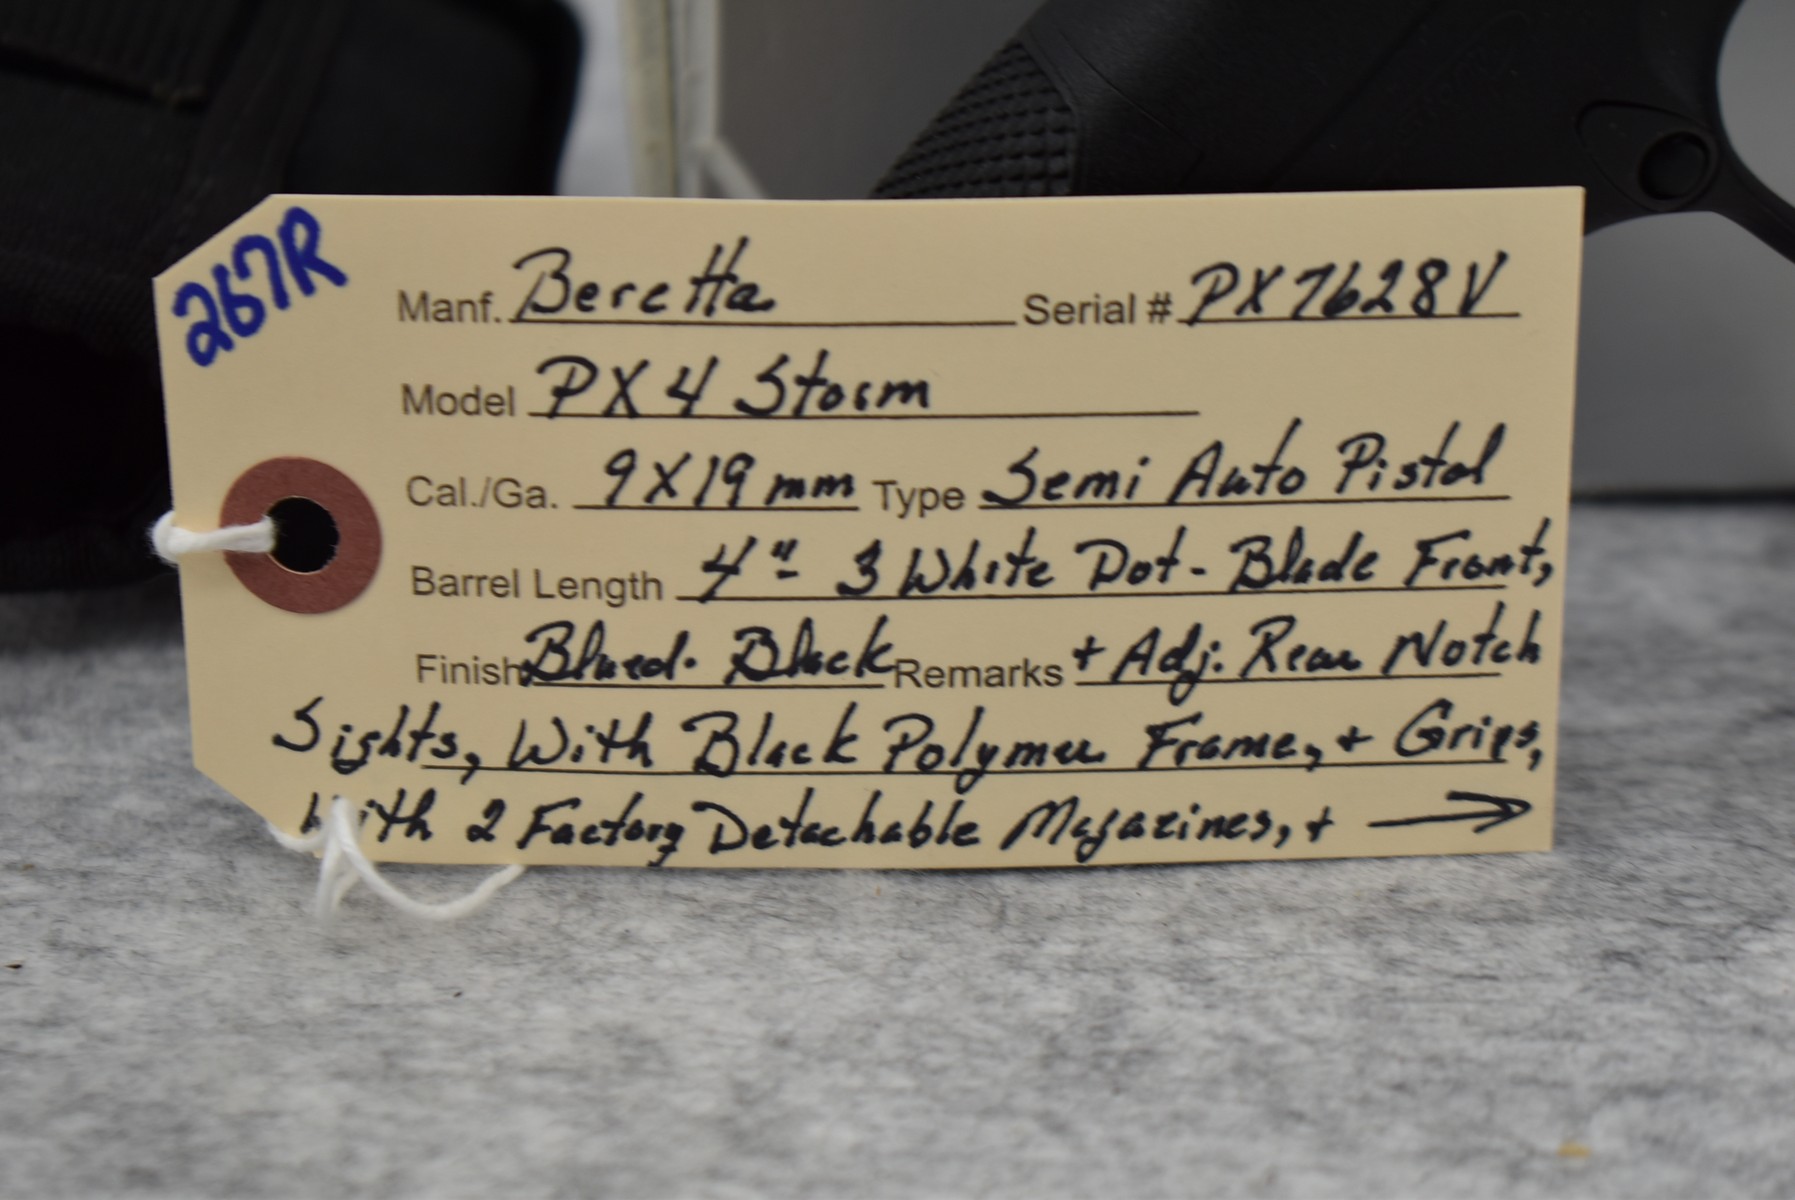 267R
Manf. Beretta Serial # PX7628V
Model PX4 Storm
Cal./Ga. 9X19mm Type Semi Auto Pistol
Barrel Length 4" 3 White Dot - Blade Front,
Finish Blued. Black Remarks + Adj. Rear Notch
Sights, With Black Polymer Frame, + Grips,
With 2 Factory Detachable Magazines, + →